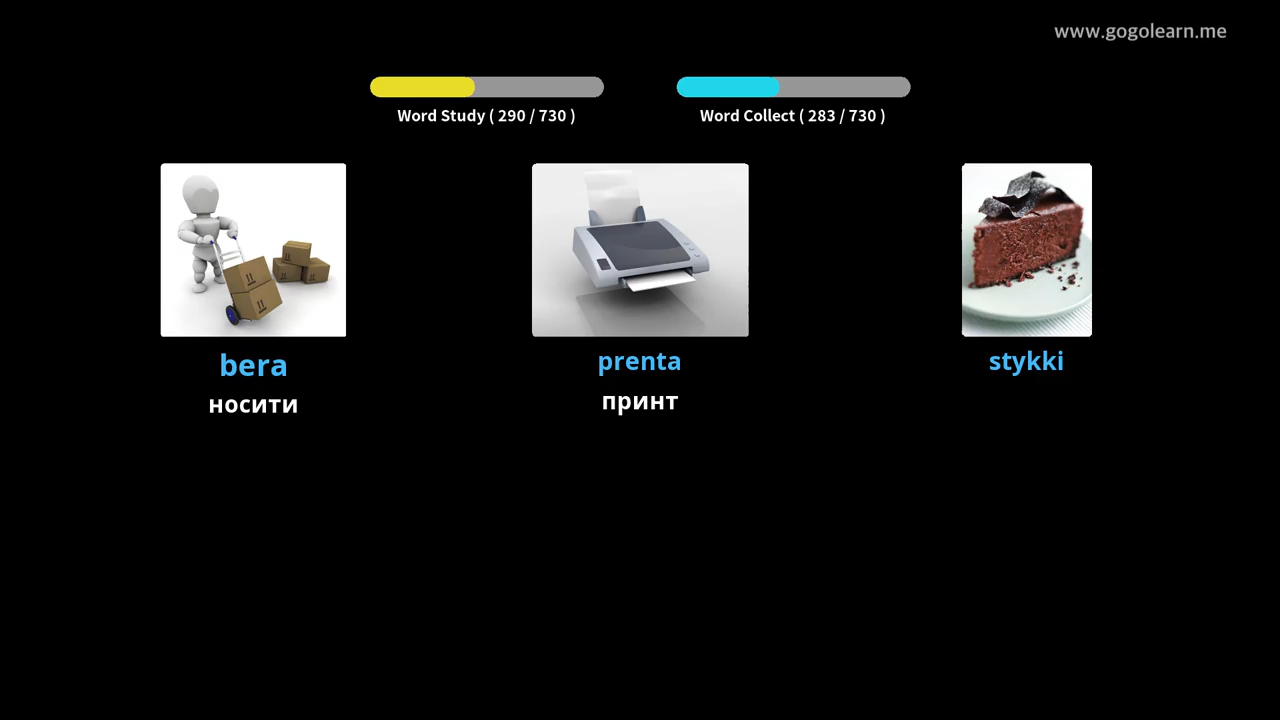 www.gogolearn.me
Word Study ( 290 / 730 )
Word Collect ( 283 / 730 )
bera
prenta
stykki
носити
принт